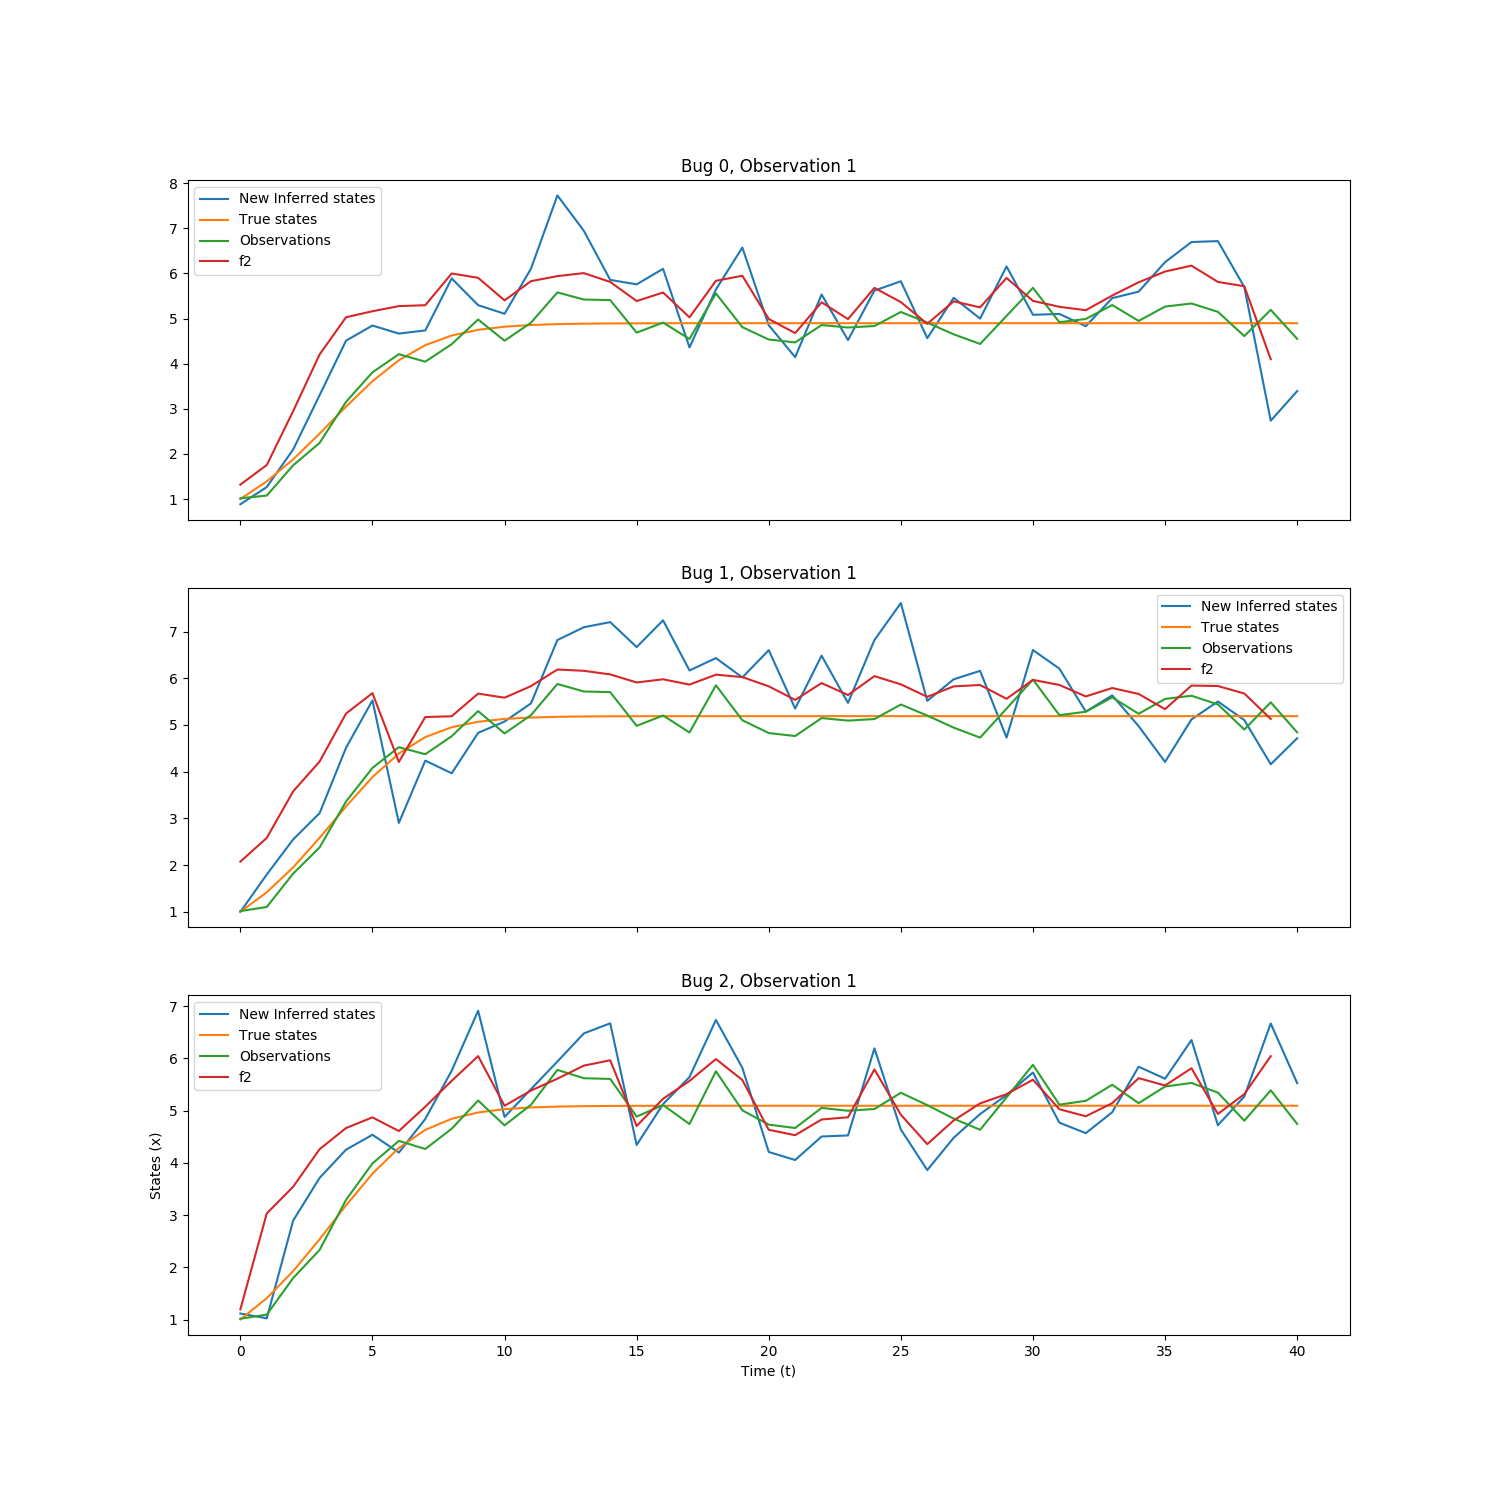 Bug 0, Observation 1
8
7
6
5
4
3
2
1
New Inferred states
True states
Observations
f2
Bug 1, Observation 1
7
6
5
4
3
2
1
New Inferred states
True states
Observations
f2
Bug 2, Observation 1
7
6
5
4
3
2
1
New Inferred states
True states
Observations
f2
States (x)
0 5 10 15 20 25 30 35 40
Time (t)